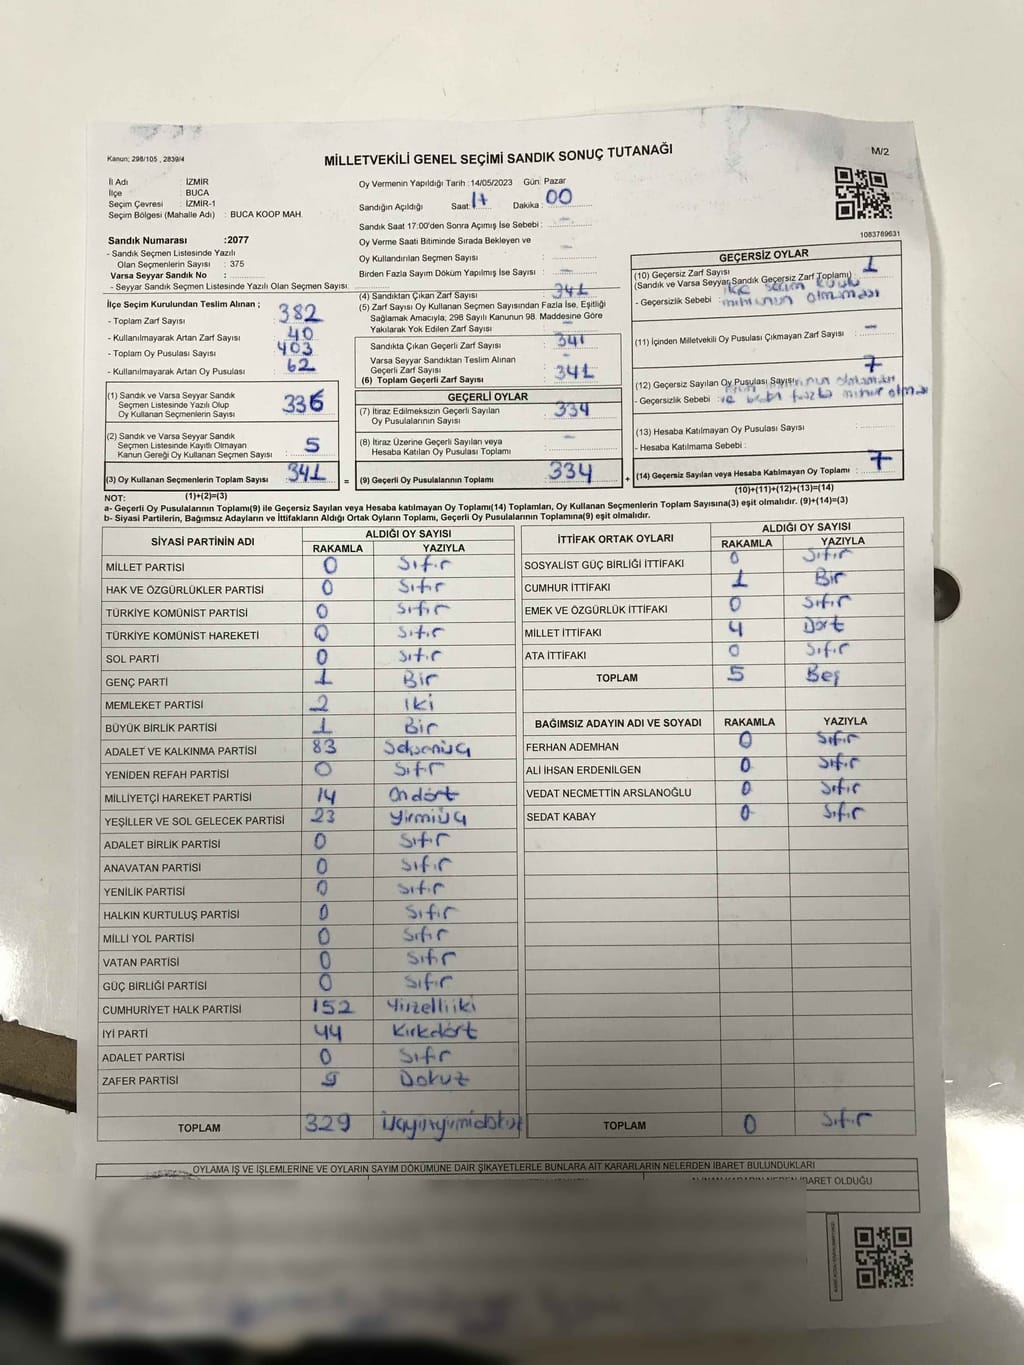 Kanun; 298/105 , 2839/4
MİLLETVEKİLİ GENEL SEÇİMİ SANDIK SONUÇ TUTANAĞI
M/2
İl Adı : İZMİR
İlçe : BUCA
Seçim Çevresi : İZMİR-1
Seçim Bölgesi (Mahalle Adı) : BUCA KOOP MAH.
Oy Vermenin Yapıldığı Tarih :14/05/2023 Gün: Pazar
Sandığın Açıldığı Saat: 17 Dakika : 00
Sandık Saat 17:00'den Sonra Açımış İse Sebebi : -
Oy Verme Saati Bitiminde Sırada Bekleyen ve
Oy Kullandırılan Seçmen Sayısı : -
Birden Fazla Sayım Döküm Yapılmış İse Sayısı : -
1083769631
Sandık Numarası :2077
- Sandık Seçmen Listesinde Yazılı
Olan Seçmenlerin Sayısı : 375
Varsa Seyyar Sandık No :
- Seyyar Sandık Seçmen Listesinde Yazılı Olan Seçmen Sayısı.
İlçe Seçim Kurulundan Teslim Alınan ;
- Toplam Zarf Sayısı : 382
- Kullanılmayarak Artan Zarf Sayısı : 40
- Toplam Oy Pusulası Sayısı : 403
- Kullanılmayarak Artan Oy Pusulası : 62
(1) Sandık ve Varsa Seyyar Sandık
Seçmen Listesinde Yazılı Olup
Oy Kullanan Seçmenlerin Sayısı 336
(2) Sandık ve Varsa Seyyar Sandık
Seçmen Listesinde Kayıtlı Olmayan
Kanun Gereği Oy Kullanan Seçmen Sayısı : 5
(3) Oy Kullanan Seçmenlerin Toplam Sayısı : 341
(4) Sandıktan Çıkan Zarf Sayısı : 341
(5) Zarf Sayısı Oy Kullanan Seçmen Sayısından Fazla İse, Eşitliği
Sağlamak Amacıyla; 298 Sayılı Kanunun 98. Maddesine Göre
Yakılarak Yok Edilen Zarf Sayısı : -
Sandıkta Çıkan Geçerli Zarf Sayısı : 341
Varsa Seyyar Sandıktan Teslim Alınan
Geçerli Zarf Sayısı : -
(6) Toplam Geçerli Zarf Sayısı : 341
GEÇERLİ OYLAR
(7) İtiraz Edilmeksizin Geçerli Sayılan
Oy Pusulalarının Sayısı : 334
(8) İtiraz Üzerine Geçerli Sayılan veya
Hesaba Katılan Oy Pusulası Toplamı : -
= (9) Geçerli Oy Pusulalarının Toplamı : 334
GEÇERSİZ OYLAR
(10) Geçersiz Zarf Sayısı 1
(Sandık ve Varsa Seyyar Sandık Geçersiz Zarf Toplamı) :
- Geçersizlik Sebebi : ilçe seçim kurulu
mührünün olmaması
(11) İçinden Milletvekili Oy Pusulası Çıkmayan Zarf Sayısı : -
(12) Geçersiz Sayılan Oy Pusulası Sayısı : 7
- Geçersizlik Sebebi : ve fazla mühür olması
(13) Hesaba Katılmayan Oy Pusulası Sayısı :
- Hesaba Katılmama Sebebi :
+ (14) Geçersiz Sayılan veya Hesaba Katılmayan Oy Toplamı : 7
(10)+(11)+(12)+(13)=(14)
NOT: (1)+(2)=(3)
a- Geçerli Oy Pusulalarının Toplamı(9) ile Geçersiz Sayılan veya Hesaba katılmayan Oy Toplamı(14) Toplamları, Oy Kullanan Seçmenlerin Toplam Sayısına(3) eşit olmalıdır. (9)+(14)=(3)
b- Siyasi Partilerin, Bağımsız Adayların ve İttifakların Aldığı Ortak Oyların Toplamı, Geçerli Oy Pusulalarının Toplamına(9) eşit olmalıdır.
SİYASİ PARTİNİN ADI ALDIĞI OY SAYISI
RAKAMLA YAZIYLA
MİLLET PARTİSİ 0 Sıfır
HAK VE ÖZGÜRLÜKLER PARTİSİ 0 Sıfır
TÜRKİYE KOMÜNİST PARTİSİ 0 Sıfır
TÜRKİYE KOMÜNİST HAREKETİ 0 Sıfır
SOL PARTİ 0 Sıfır
GENÇ PARTİ 1 Bir
MEMLEKET PARTİSİ 2 İki
BÜYÜK BİRLİK PARTİSİ 1 Bir
ADALET VE KALKINMA PARTİSİ 83 Seksenüç
YENİDEN REFAH PARTİSİ 0 Sıfır
MİLLİYETÇİ HAREKET PARTİSİ 14 Ondört
YEŞİLLER VE SOL GELECEK PARTİSİ 23 Yirmiüç
ADALET BİRLİK PARTİSİ 0 Sıfır
ANAVATAN PARTİSİ 0 Sıfır
YENİLİK PARTİSİ 0 Sıfır
HALKIN KURTULUŞ PARTİSİ 0 Sıfır
MİLLİ YOL PARTİSİ 0 Sıfır
VATAN PARTİSİ 0 Sıfır
GÜÇ BİRLİĞİ PARTİSİ 0 Sıfır
CUMHURİYET HALK PARTİSİ 152 Yüzelliiki
İYİ PARTİ 44 Kırkdört
ADALET PARTİSİ 0 Sıfır
ZAFER PARTİSİ 9 Dokuz
TOPLAM 329 Üçyüzyirmidokuz
İTTİFAK ORTAK OYLARI ALDIĞI OY SAYISI
RAKAMLA YAZIYLA
SOSYALİST GÜÇ BİRLİĞİ İTTİFAKI 0 Sıfır
CUMHUR İTTİFAKI 1 Bir
EMEK VE ÖZGÜRLÜK İTTİFAKI 0 Sıfır
MİLLET İTTİFAKI 4 Dört
ATA İTTİFAKI 0 Sıfır
TOPLAM 5 Beş
BAĞIMSIZ ADAYIN ADI VE SOYADI RAKAMLA YAZIYLA
FERHAN ADEMHAN 0 Sıfır
ALİ İHSAN ERDENİLGEN 0 Sıfır
VEDAT NECMETTİN ARSLANOĞLU 0 Sıfır
SEDAT KABAY 0 Sıfır
TOPLAM 0 Sıfır
OYLAMA İŞ VE İŞLEMLERİNE VE OYLARIN SAYIM DÖKÜMÜNE DAİR ŞİKAYETLERLE BUNLARA AİT KARARLARIN NELERDEN İBARET BULUNDUKLARI
İBARET OLDUĞU